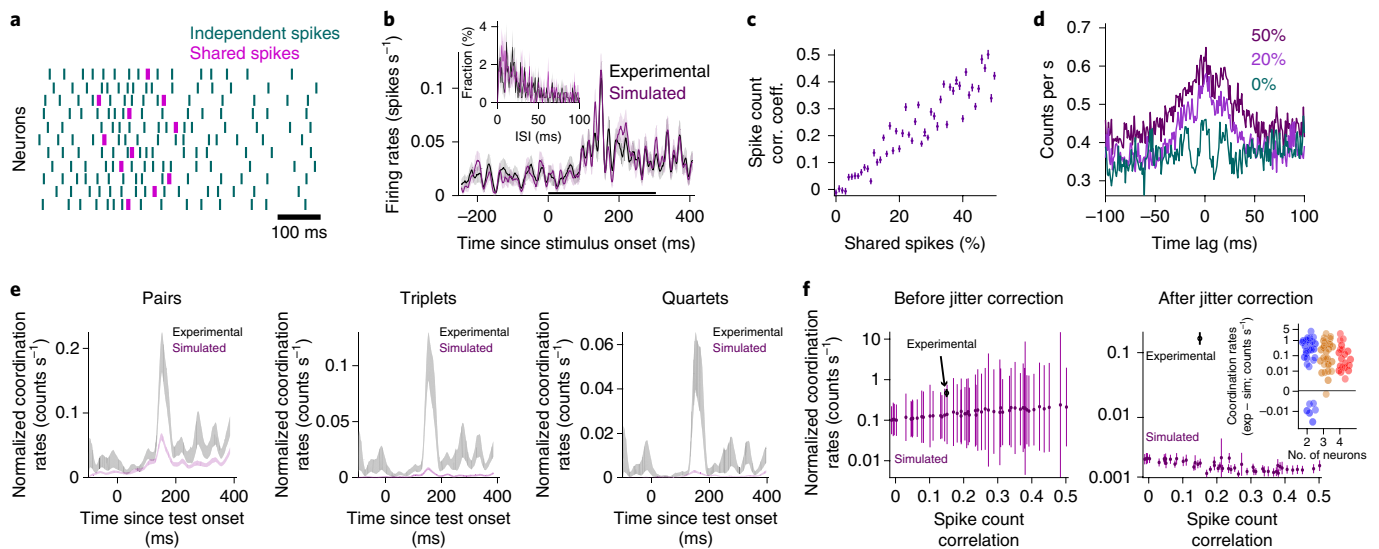 a
Independent spikes
Shared spikes
Neurons
100 ms
b
Firing rates (spikes s⁻¹)
0.1
0.05
0
Fraction (%)
4
2
0
0 50 100
ISI (ms)
Experimental
Simulated
−200 0 200 400
Time since stimulus onset (ms)
c
Spike count
corr. coeff.
0.5
0.4
0.3
0.2
0.1
0
0 20 40
Shared spikes (%)
d
Counts per s
0.7
0.6
0.5
0.4
0.3
50%
20%
0%
−100 −50 0 50 100
Time lag (ms)
e
Pairs
Normalized coordination
rates (counts s⁻¹)
0.2
0.1
0
Experimental
Simulated
0 200 400
Time since test onset
(ms)
Triplets
Normalized coordination
rates (counts s⁻¹)
0.1
0.05
0
Experimental
Simulated
0 200 400
Time since test onset
(ms)
Quartets
Normalized coordination
rates (counts s⁻¹)
0.06
0.04
0.02
0
Experimental
Simulated
0 200 400
Time since test onset
(ms)
f
Before jitter correction
Normalized coordination
rates (counts s⁻¹)
10
1
0.1
0.01
Experimental
Simulated
0 0.1 0.2 0.3 0.4 0.5
Spike count
correlation
After jitter correction
0.1
0.01
0.001
Experimental
Simulated
0 0.1 0.2 0.3 0.4 0.5
Spike count
correlation
Coordination rates
(exp − sim; counts s⁻¹)
5
1
0.1
0.01
0
−0.01
2 3 4
No. of neurons